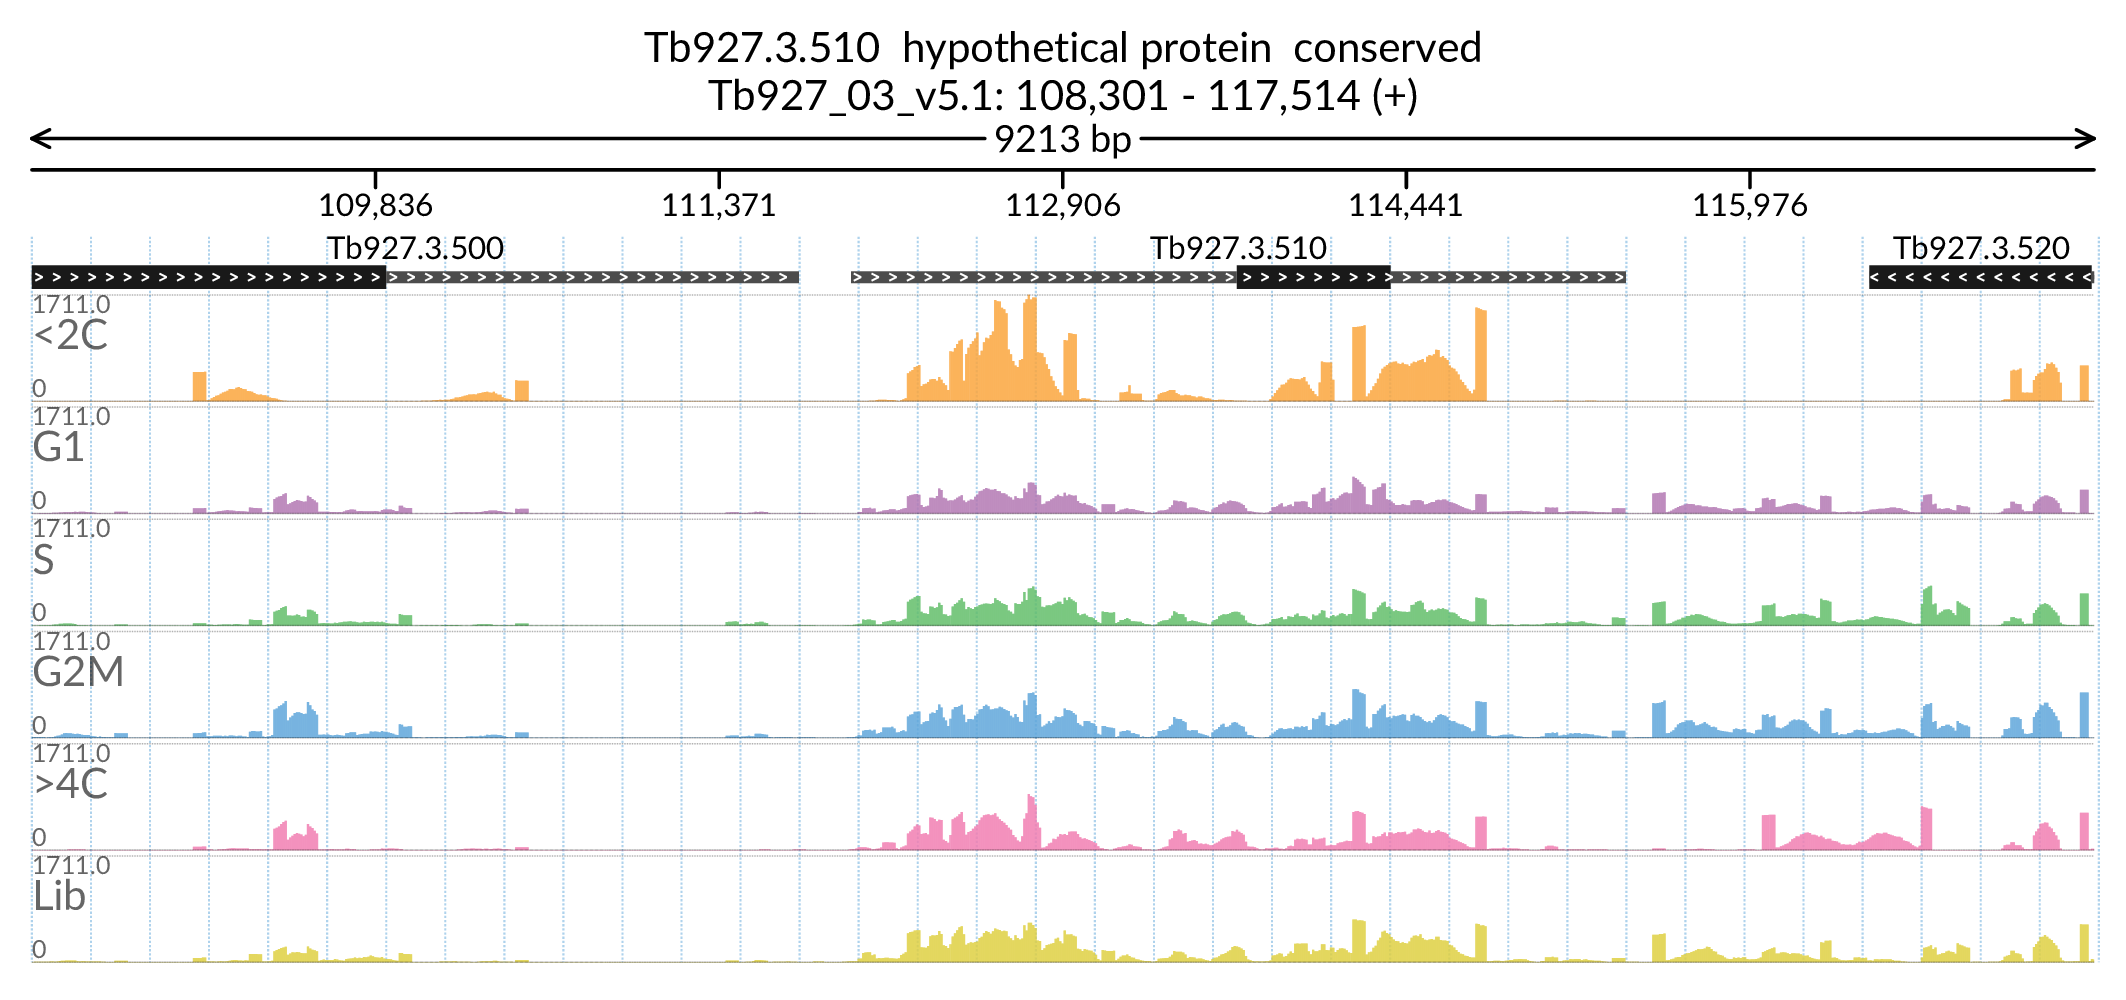 Tb927.3.510  hypothetical protein  conserved
Tb927_03_v5.1: 108,301 - 117,514 (+)
9213 bp
109,836 111,371 112,906 114,441 115,976
Tb927.3.500 Tb927.3.510 Tb927.3.520
1711.0
<2C
0
1711.0
G1
0
1711.0
S
0
1711.0
G2M
0
1711.0
>4C
0
1711.0
Lib
0